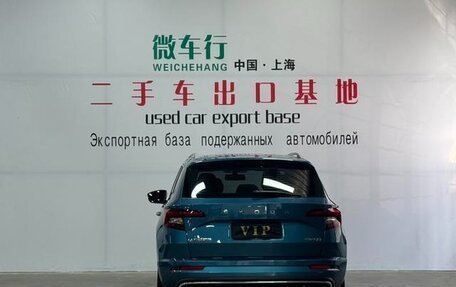 微车行
WEICHEHANG 中国·上海
二手车出口基地
used car export base
Экспортная база подержанных автомобилей
SKODA
VIP